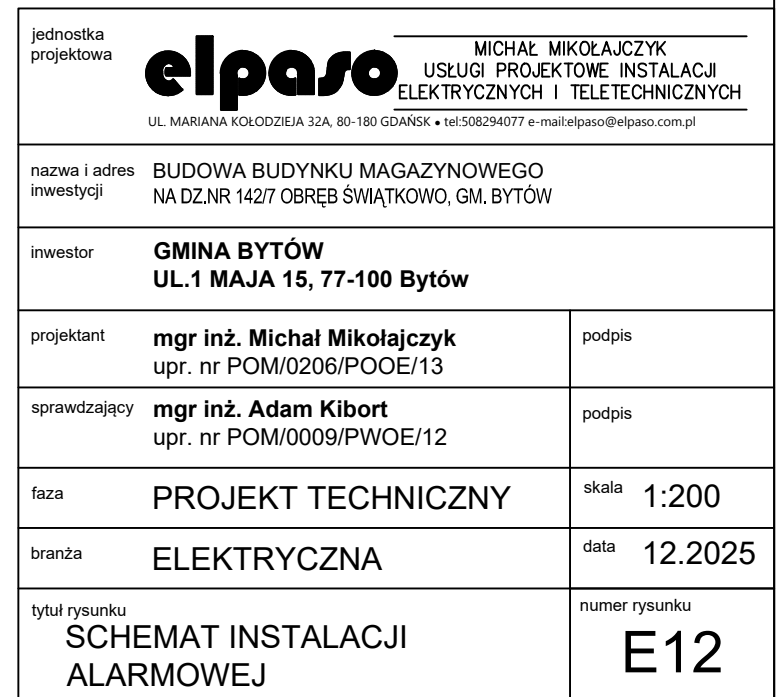 jednostka
projektowa
elpaso
MICHAŁ MIKOŁAJCZYK
USŁUGI PROJEKTOWE INSTALACJI
ELEKTRYCZNYCH I TELETECHNICZNYCH
UL. MARIANA KOŁODZIEJA 32A, 80-180 GDAŃSK • tel:508294077 e-mail:elpaso@elpaso.com.pl
nazwa i adres
inwestycji
BUDOWA BUDYNKU MAGAZYNOWEGO
NA DZ.NR 142/7 OBRĘB ŚWIĄTKOWO, GM. BYTÓW
inwestor
GMINA BYTÓW
UL.1 MAJA 15, 77-100 Bytów
projektant
mgr inż. Michał Mikołajczyk
upr. nr POM/0206/POOE/13
podpis
sprawdzający
mgr inż. Adam Kibort
upr. nr POM/0009/PWOE/12
podpis
faza
PROJEKT TECHNICZNY
skala
1:200
branża
ELEKTRYCZNA
data
12.2025
tytuł rysunku
SCHEMAT INSTALACJI
ALARMOWEJ
numer rysunku
E12